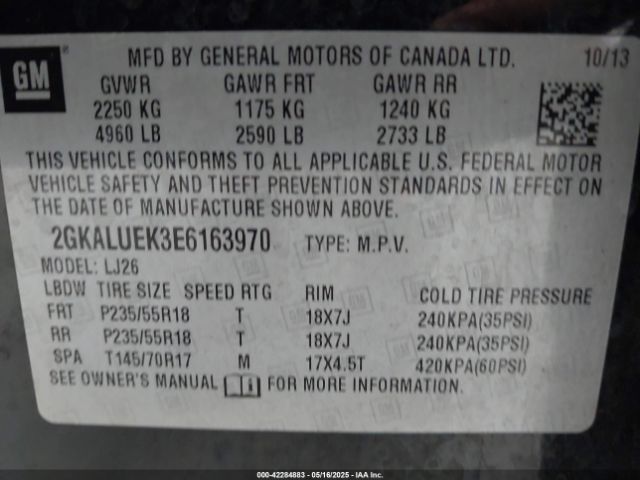 GM
MFD BY GENERAL MOTORS OF CANADA LTD. 10/13
GVWR GAWR FRT GAWR RR
2250 KG 1175 KG 1240 KG
4960 LB 2590 LB 2733 LB
THIS VEHICLE CONFORMS TO ALL APPLICABLE U.S. FEDERAL MOTOR
VEHICLE SAFETY AND THEFT PREVENTION STANDARDS IN EFFECT ON
THE DATE OF MANUFACTURE SHOWN ABOVE.
2GKALUEK3E6163970 TYPE: M.P.V.
MODEL: LJ26
LBDW TIRE SIZE SPEED RTG RIM COLD TIRE PRESSURE
FRT P235/55R18 T 18X7J 240KPA(35PSI)
RR P235/55R18 T 18X7J 240KPA(35PSI)
SPA T145/70R17 M 17X4.5T 420KPA(60PSI)
SEE OWNER'S MANUAL FOR MORE INFORMATION.
000-42284883 - 05/16/2025 - IAA Inc.